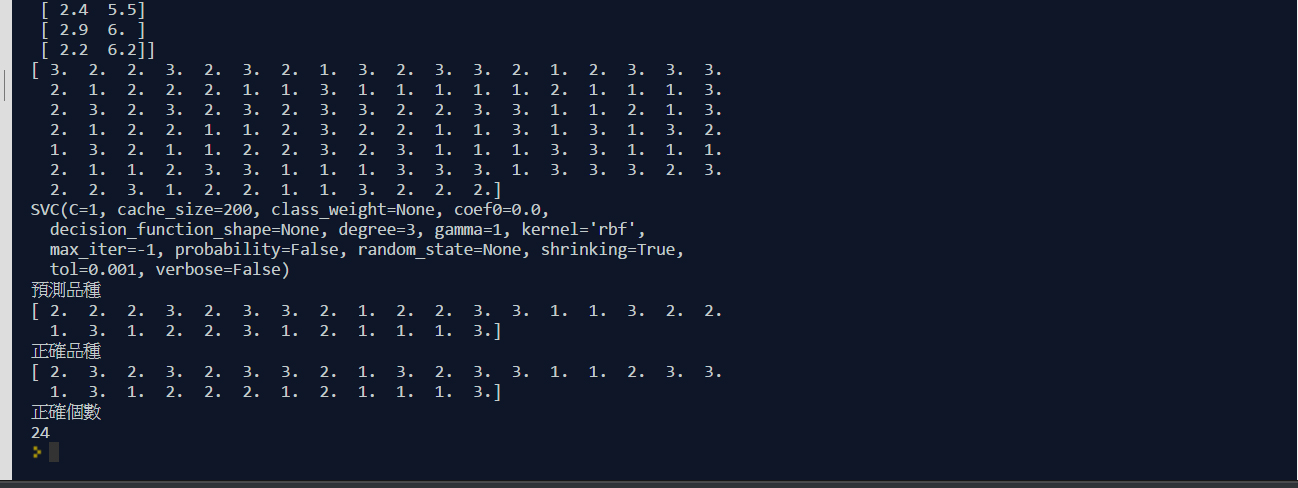 [ 2.4  5.5]
[ 2.9  6. ]
[ 2.2  6.2]]
[ 3.  2.  2.  3.  2.  3.  2.  1.  3.  2.  3.  3.  2.  1.  2.  3.  3.  3.
2.  1.  2.  2.  2.  1.  1.  3.  1.  1.  1.  1.  1.  2.  1.  1.  1.  3.
2.  3.  2.  3.  2.  3.  2.  3.  3.  2.  2.  3.  3.  1.  1.  2.  1.  3.
2.  1.  2.  2.  1.  1.  2.  3.  2.  2.  1.  1.  3.  1.  3.  1.  3.  2.
1.  3.  2.  1.  1.  2.  2.  3.  2.  3.  1.  1.  1.  3.  3.  1.  1.  1.
2.  1.  1.  2.  3.  3.  1.  1.  1.  3.  3.  3.  1.  3.  3.  3.  2.  3.
2.  2.  3.  1.  2.  2.  1.  1.  3.  2.  2.  2.]
SVC(C=1, cache_size=200, class_weight=None, coef0=0.0,
decision_function_shape=None, degree=3, gamma=1, kernel='rbf',
max_iter=-1, probability=False, random_state=None, shrinking=True,
tol=0.001, verbose=False)
預測品種
[ 2.  2.  2.  3.  2.  3.  3.  2.  1.  2.  2.  3.  3.  1.  1.  3.  2.  2.
1.  3.  1.  2.  2.  3.  1.  2.  1.  1.  1.  3.]
正確品種
[ 2.  3.  2.  3.  2.  3.  3.  2.  1.  3.  2.  3.  3.  1.  1.  2.  3.  3.
1.  3.  1.  2.  2.  2.  1.  2.  1.  1.  1.  3.]
正確個數
24